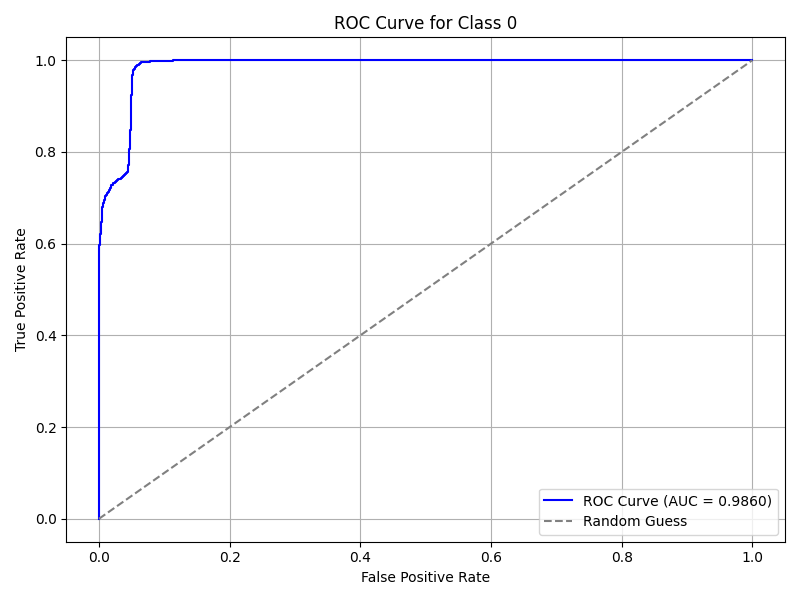 ROC Curve for Class 0
1.0
0.8
0.6
0.4
0.2
0.0
True Positive Rate
0.0 0.2 0.4 0.6 0.8 1.0
False Positive Rate
ROC Curve (AUC = 0.9860)
Random Guess